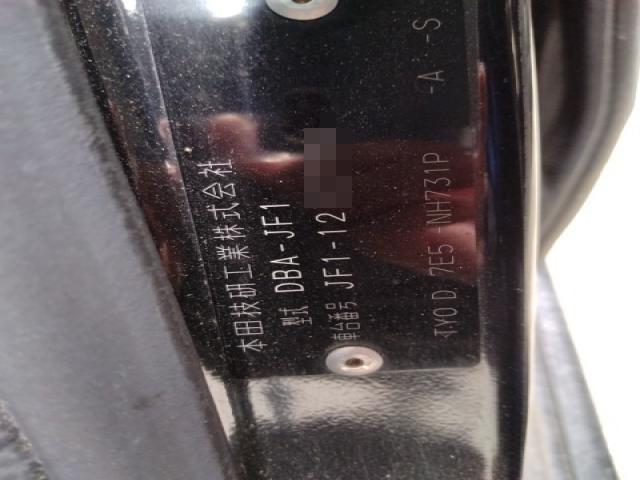 本田技研工業株式会社
型式 DBA-JF1
車台番号 JF1-12
TY0 D 7E5 -NH731P -A -S